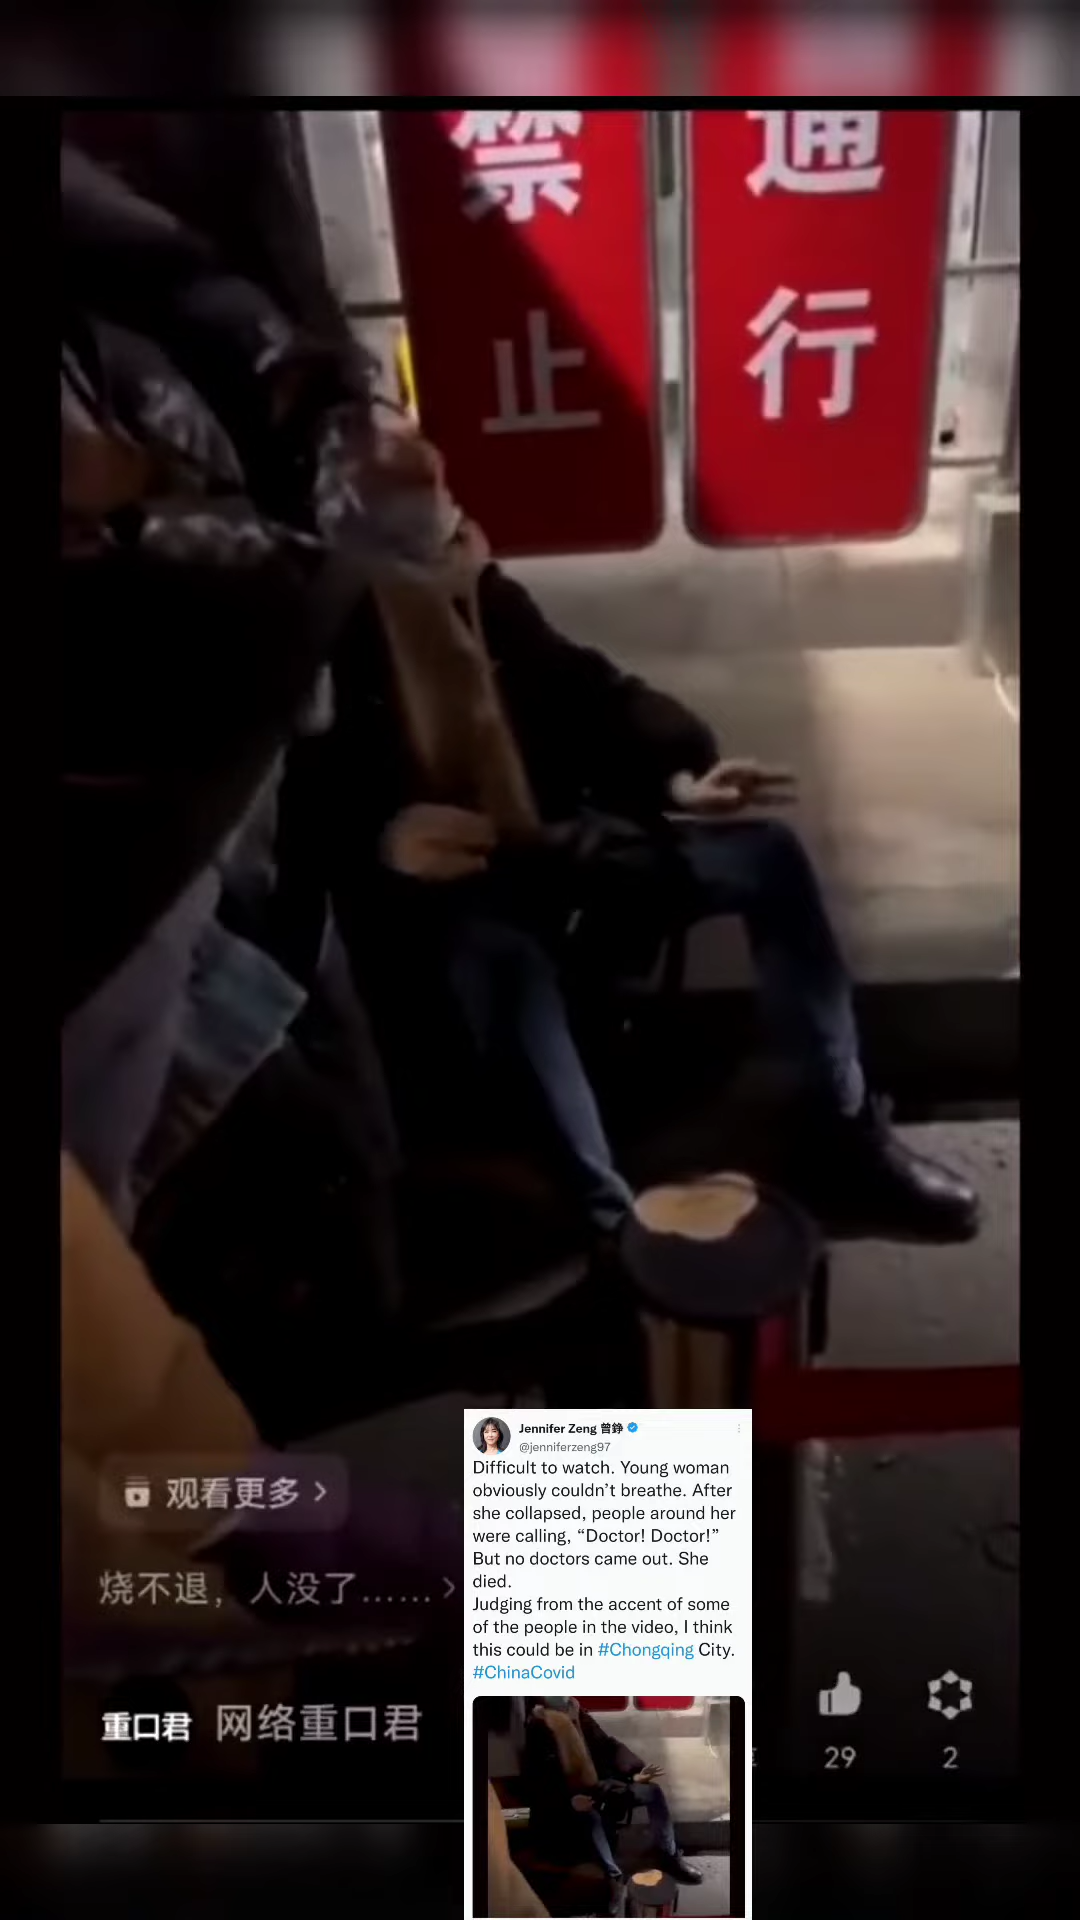 禁 通
止 行
观看更多
烧不退，人没了……
重口君 网络重口君
29 2
Jennifer Zeng 曾錚
@jenniferzeng97
Difficult to watch. Young woman
obviously couldn't breathe. After
she collapsed, people around her
were calling, “Doctor! Doctor!”
But no doctors came out. She
died.
Judging from the accent of some
of the people in the video, I think
this could be in #Chongqing City.
#ChinaCovid